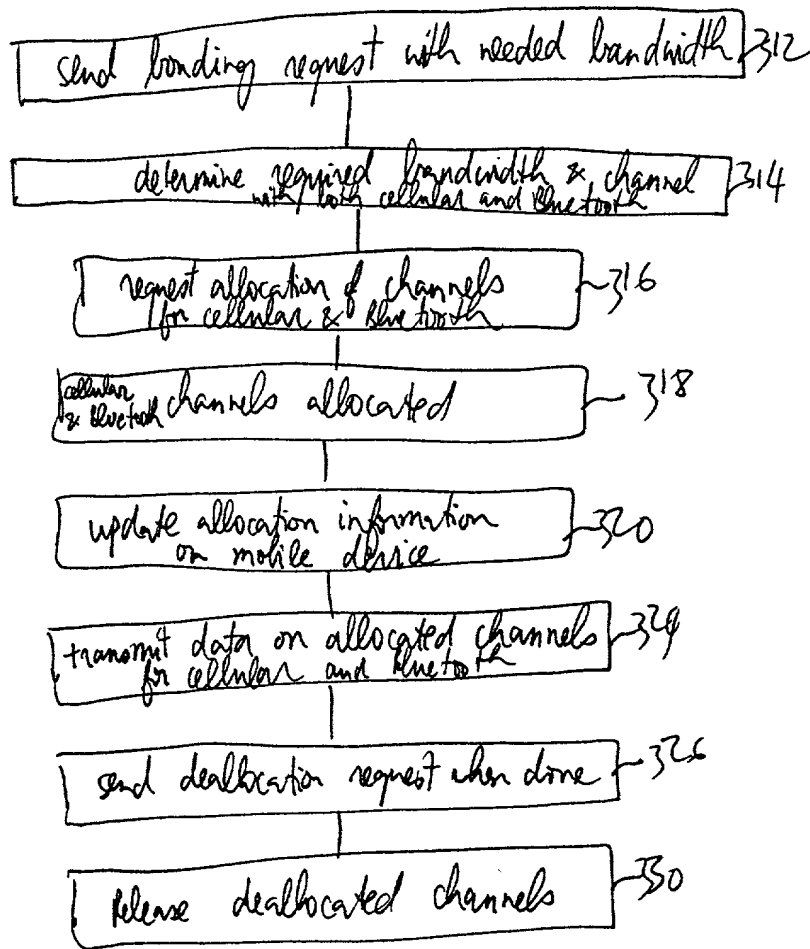 send bonding request with needed bandwidth 312
determine required bandwidth & channel 314
with/ both cellular and Bluetooth
request allocation of channels 316
for cellular & Bluetooth
cellular
& Bluetooth channels allocated 318
update allocation information 320
on mobile device
transmit data on allocated channels 324
for cellular and Bluetooth
send deallocation request when done 326
Release deallocated channels 330